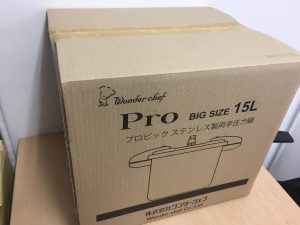 Wonder chef
Pro BIG SIZE 15L
プロビッグ ステンレス製両手圧力鍋
株式会社ワンダーシェフ
Wonder chef Co., Ltd.